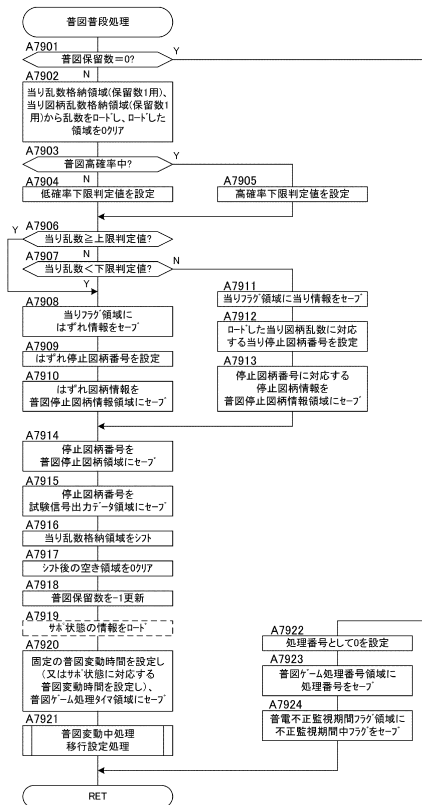 普図普段処理
A7901
普図保留数=0?
Y
N
A7902
当り乱数格納領域(保留数1用)、
当り図柄乱数格納領域(保留数1
用)から乱数をﾛｰﾄﾞし、ﾛｰﾄﾞした
領域を0ｸﾘｱ
A7903
普図高確率中?
Y
N
A7904
低確率下限判定値を設定
A7905
高確率下限判定値を設定
A7906
Y
当り乱数≧上限判定値?
A7907
当り乱数<下限判定値?
N
Y
A7908
当りﾌﾗｸﾞ領域に
はずれ情報をｾｰﾌﾞ
A7909
はずれ停止図柄番号を設定
A7910
はずれ図柄情報を
普図停止図柄情報領域にｾｰﾌﾞ
A7911
当りﾌﾗｸﾞ領域に当り情報をｾｰﾌﾞ
A7912
ﾛｰﾄﾞした当り図柄乱数に対応
する当り停止図柄番号を設定
A7913
停止図柄番号に対応する
停止図柄情報を
普図停止図柄情報領域にｾｰﾌﾞ
A7914
停止図柄番号を
普図停止図柄領域にｾｰﾌﾞ
A7915
停止図柄番号を
試験信号出力ﾃﾞｰﾀ領域にｾｰﾌﾞ
A7916
当り乱数格納領域をｼﾌﾄ
A7917
ｼﾌﾄ後の空き領域を0ｸﾘｱ
A7918
普図保留数を-1更新
A7919
ｻﾎﾟ状態の情報をﾛｰﾄﾞ
A7920
固定の普図変動時間を設定し
(又はｻﾎﾟ状態に対応する
普図変動時間を設定し)、
普図ｹﾞｰﾑ処理ﾀｲﾏ領域にｾｰﾌﾞ
A7921
普図変動中処理
移行設定処理
A7922
処理番号として0を設定
A7923
普図ｹﾞｰﾑ処理番号領域に
処理番号をｾｰﾌﾞ
A7924
普電不正監視期間ﾌﾗｸﾞ領域に
不正監視期間中ﾌﾗｸﾞをｾｰﾌﾞ
RET